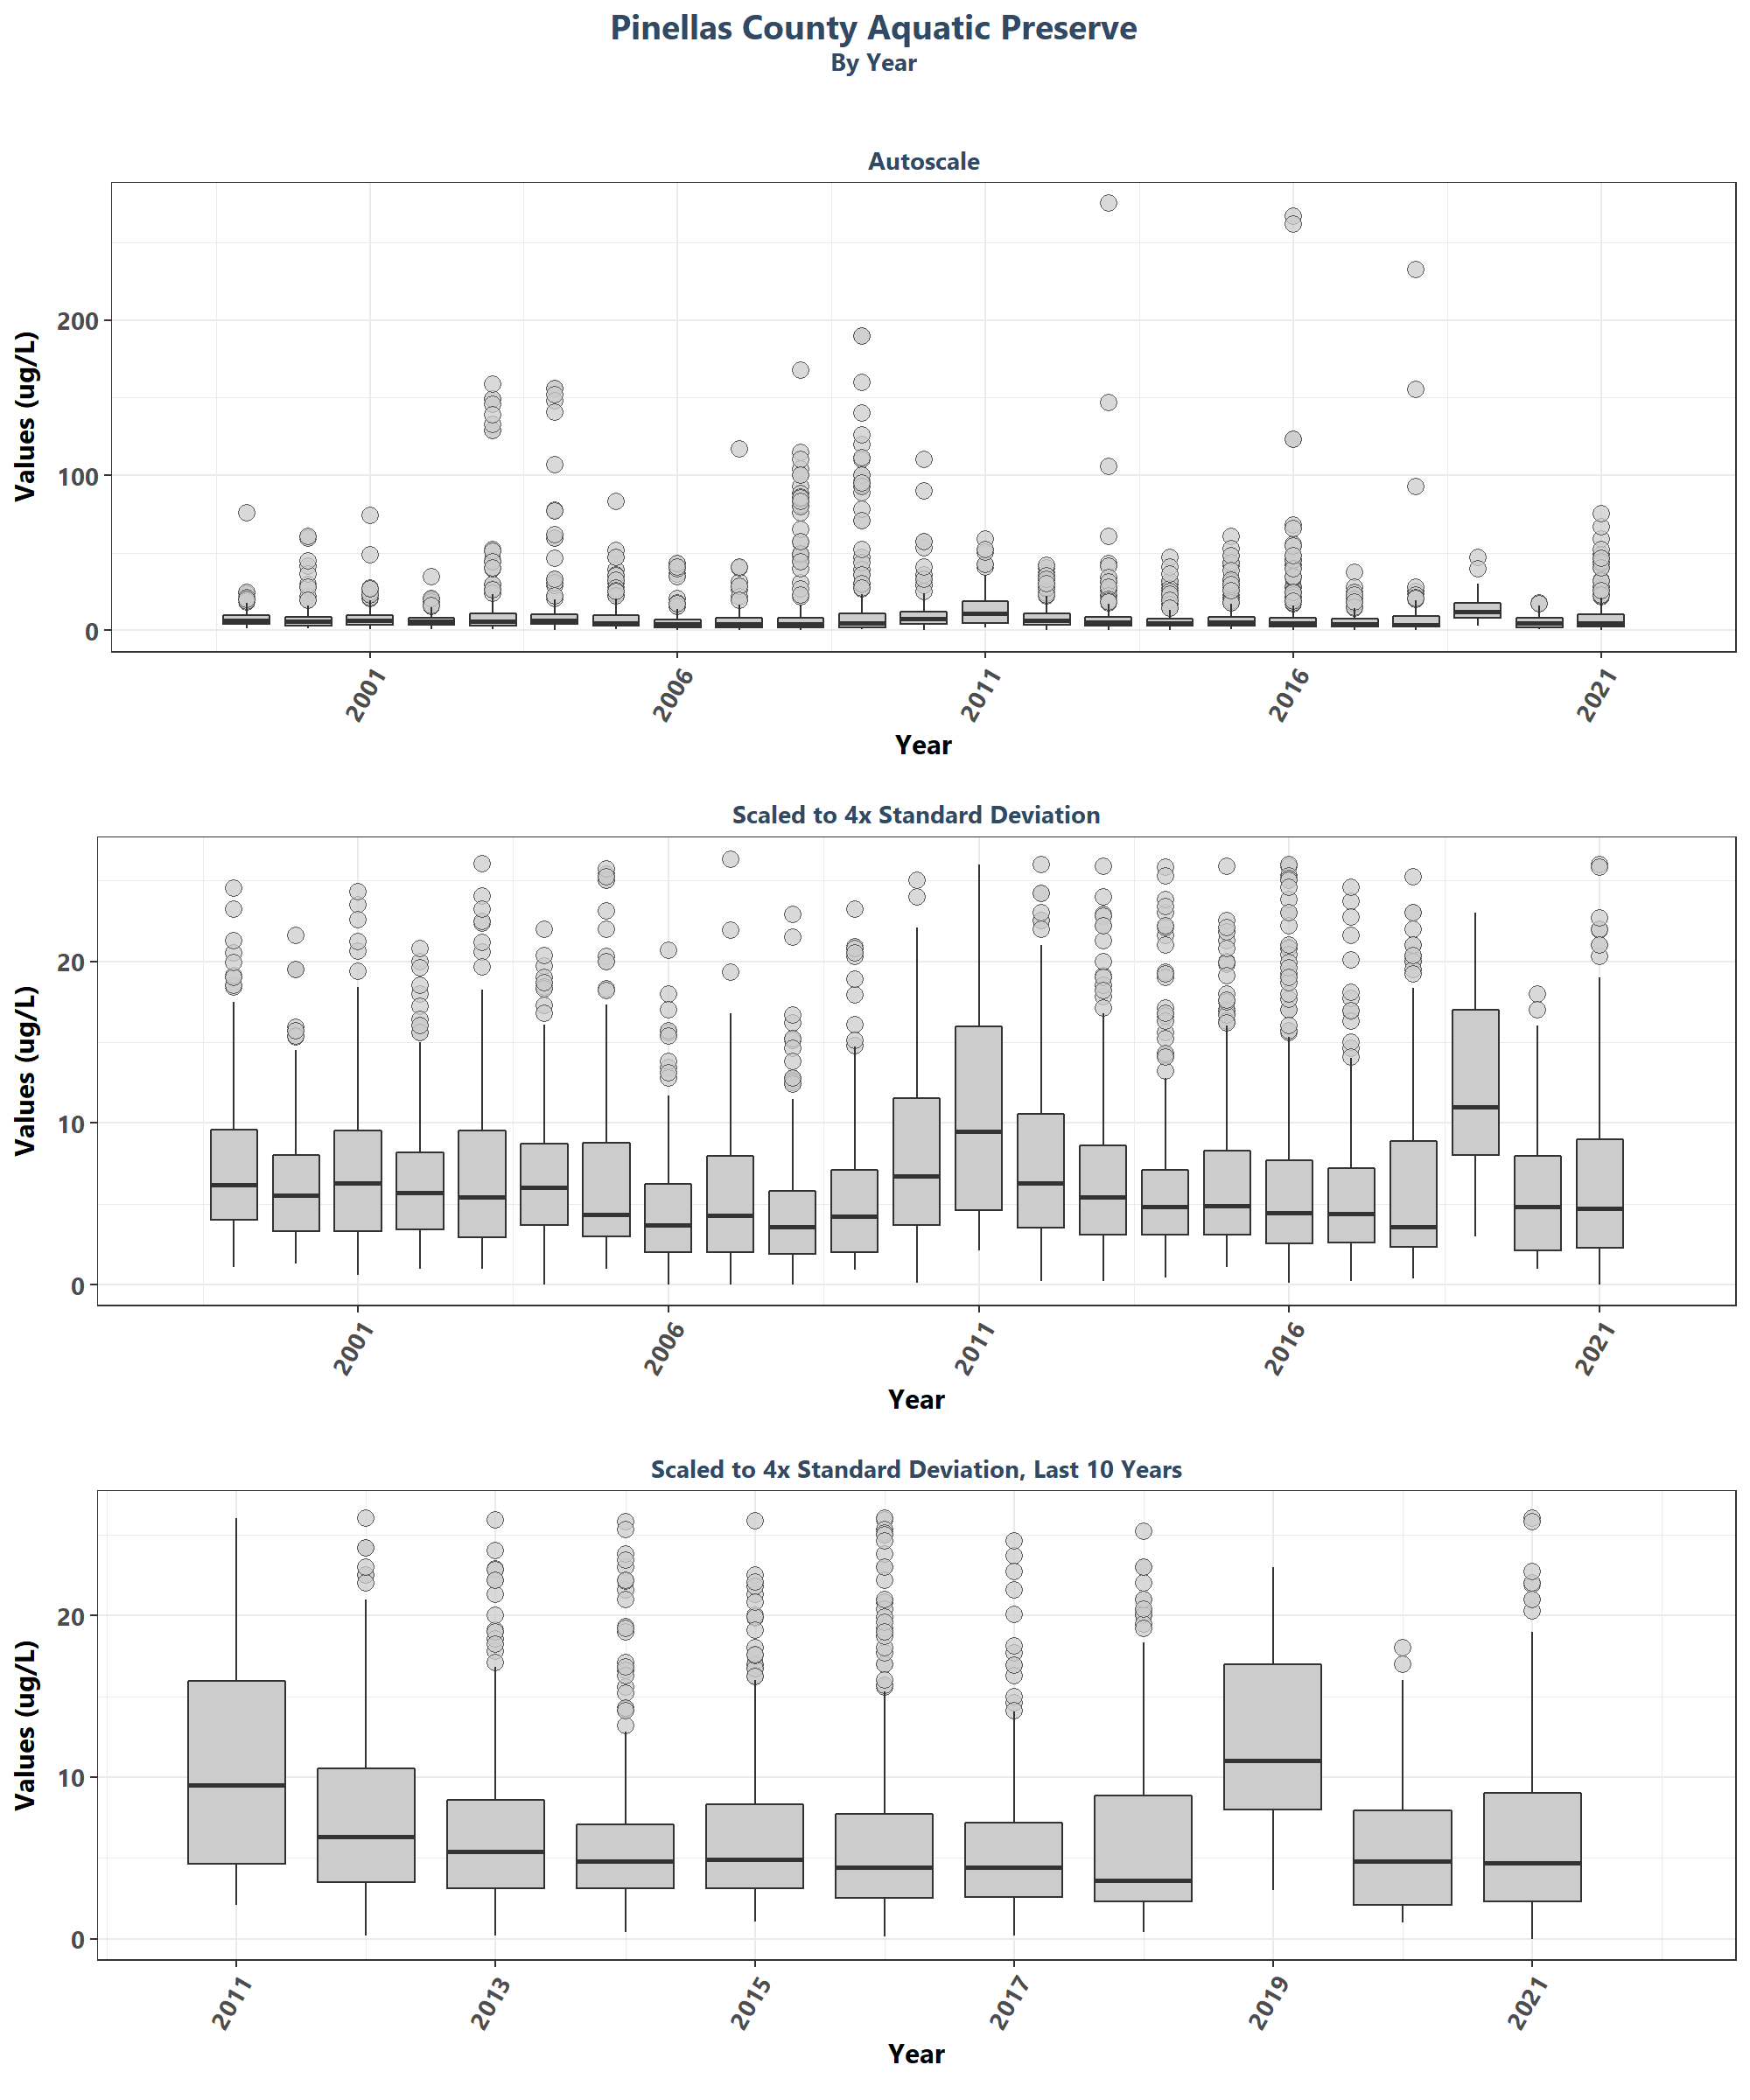 Pinellas County Aquatic Preserve
By Year
Autoscale
Values (ug/L)
200
100
0
2001
2006
2011
2016
2021
Year
Scaled to 4x Standard Deviation
Values (ug/L)
20
10
0
2001
2006
2011
2016
2021
Year
Scaled to 4x Standard Deviation, Last 10 Years
Values (ug/L)
20
10
0
2011
2013
2015
2017
2019
2021
Year